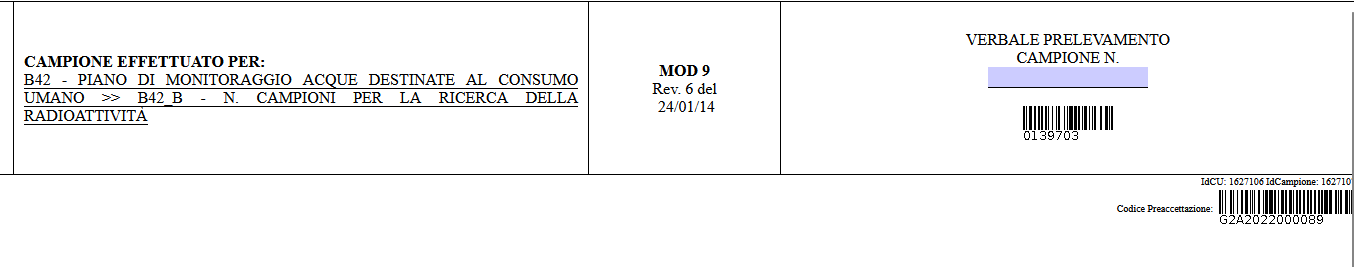 CAMPIONE EFFETTUATO PER:
B42 - PIANO DI MONITORAGGIO ACQUE DESTINATE AL CONSUMO
UMANO >> B42_B - N. CAMPIONI PER LA RICERCA DELLA
RADIOATTIVITÀ
MOD 9
Rev. 6 del
24/01/14
VERBALE PRELEVAMENTO
CAMPIONE N.
0139703
IdCU: 1627106 IdCampione: 162710
Codice Preaccettazione:
G2A2022000089